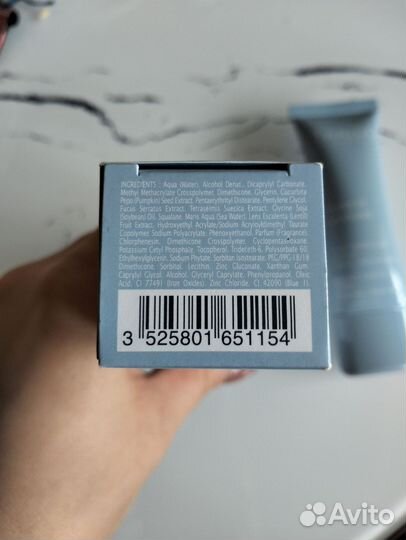 INGREDIENTS : Aqua (Water), Alcohol Denat., Dicaprylyl Carbonate,
Methyl Methacrylate Crosspolymer, Dimethicone, Glycerin, Cucurbita
Pepo (Pumpkin) Seed Extract, Pentaerythrityl Distearate, Pentylene Glycol,
Fucus Serratus Extract, Tetraselmis Suecica Extract, Glycine Soja
(Soybean) Oil, Squalane, Maris Aqua (Sea Water), Lens Esculenta (Lentil)
Fruit Extract, Hydroxyethyl Acrylate/Sodium Acryloyldimethyl Taurate
Copolymer, Sodium Polyacrylate, Phenoxyethanol, Parfum (Fragrance),
Chlorphenesin, Dimethicone Crosspolymer, Cyclopentasiloxane,
Potassium Cetyl Phosphate, Tocopherol, Trideceth-6, Polysorbate 60,
Ethylhexylglycerin, Sodium Phytate, Sorbitan Isostearate, PEG/PPG-18/18
Dimethicone, Sorbitol, Lecithin, Zinc Gluconate, Xanthan Gum,
Caprylyl Glycol, Alcohol, Glyceryl Caprylate, Phenylpropanol, Oleic
Acid, CI 77491 (Iron Oxides), Zinc Chloride, CI 42090 (Blue 1).
3 525801 651154
Avito